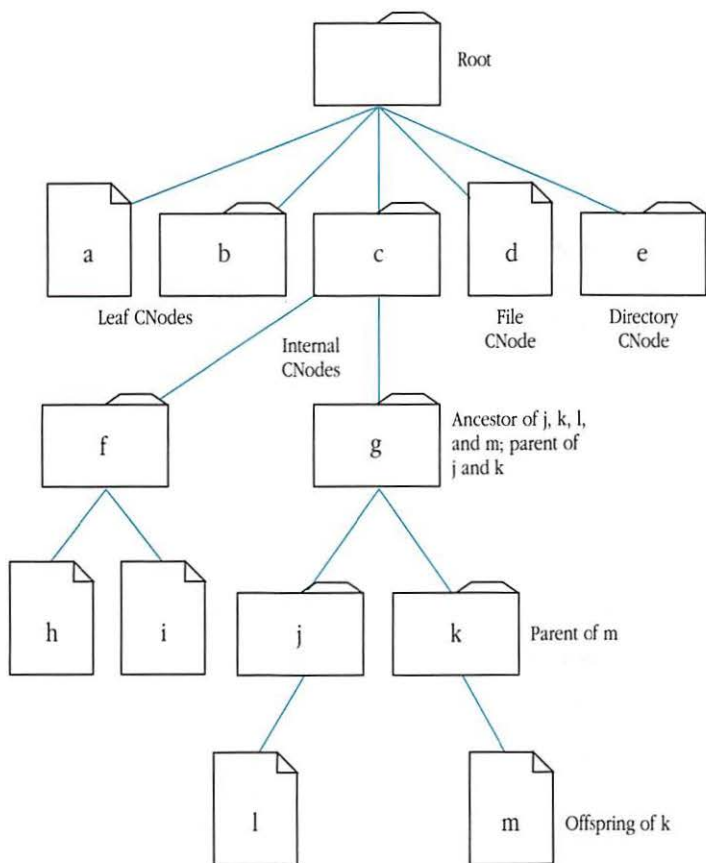 Root
a
b
c
d
e
Leaf CNodes
File
CNode
Directory
CNode
Internal
CNodes
f
g
Ancestor of j, k, l,
and m; parent of
j and k
h
i
j
k
Parent of m
l
m
Offspring of k